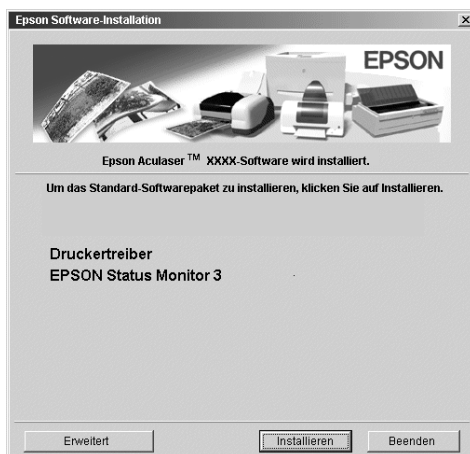 Epson Software-Installation
EPSON
Epson Aculaser™ XXXX-Software wird installiert.
Um das Standard-Softwarepaket zu installieren, klicken Sie auf Installieren.
Druckertreiber
EPSON Status Monitor 3
Erweitert
Installieren
Beenden